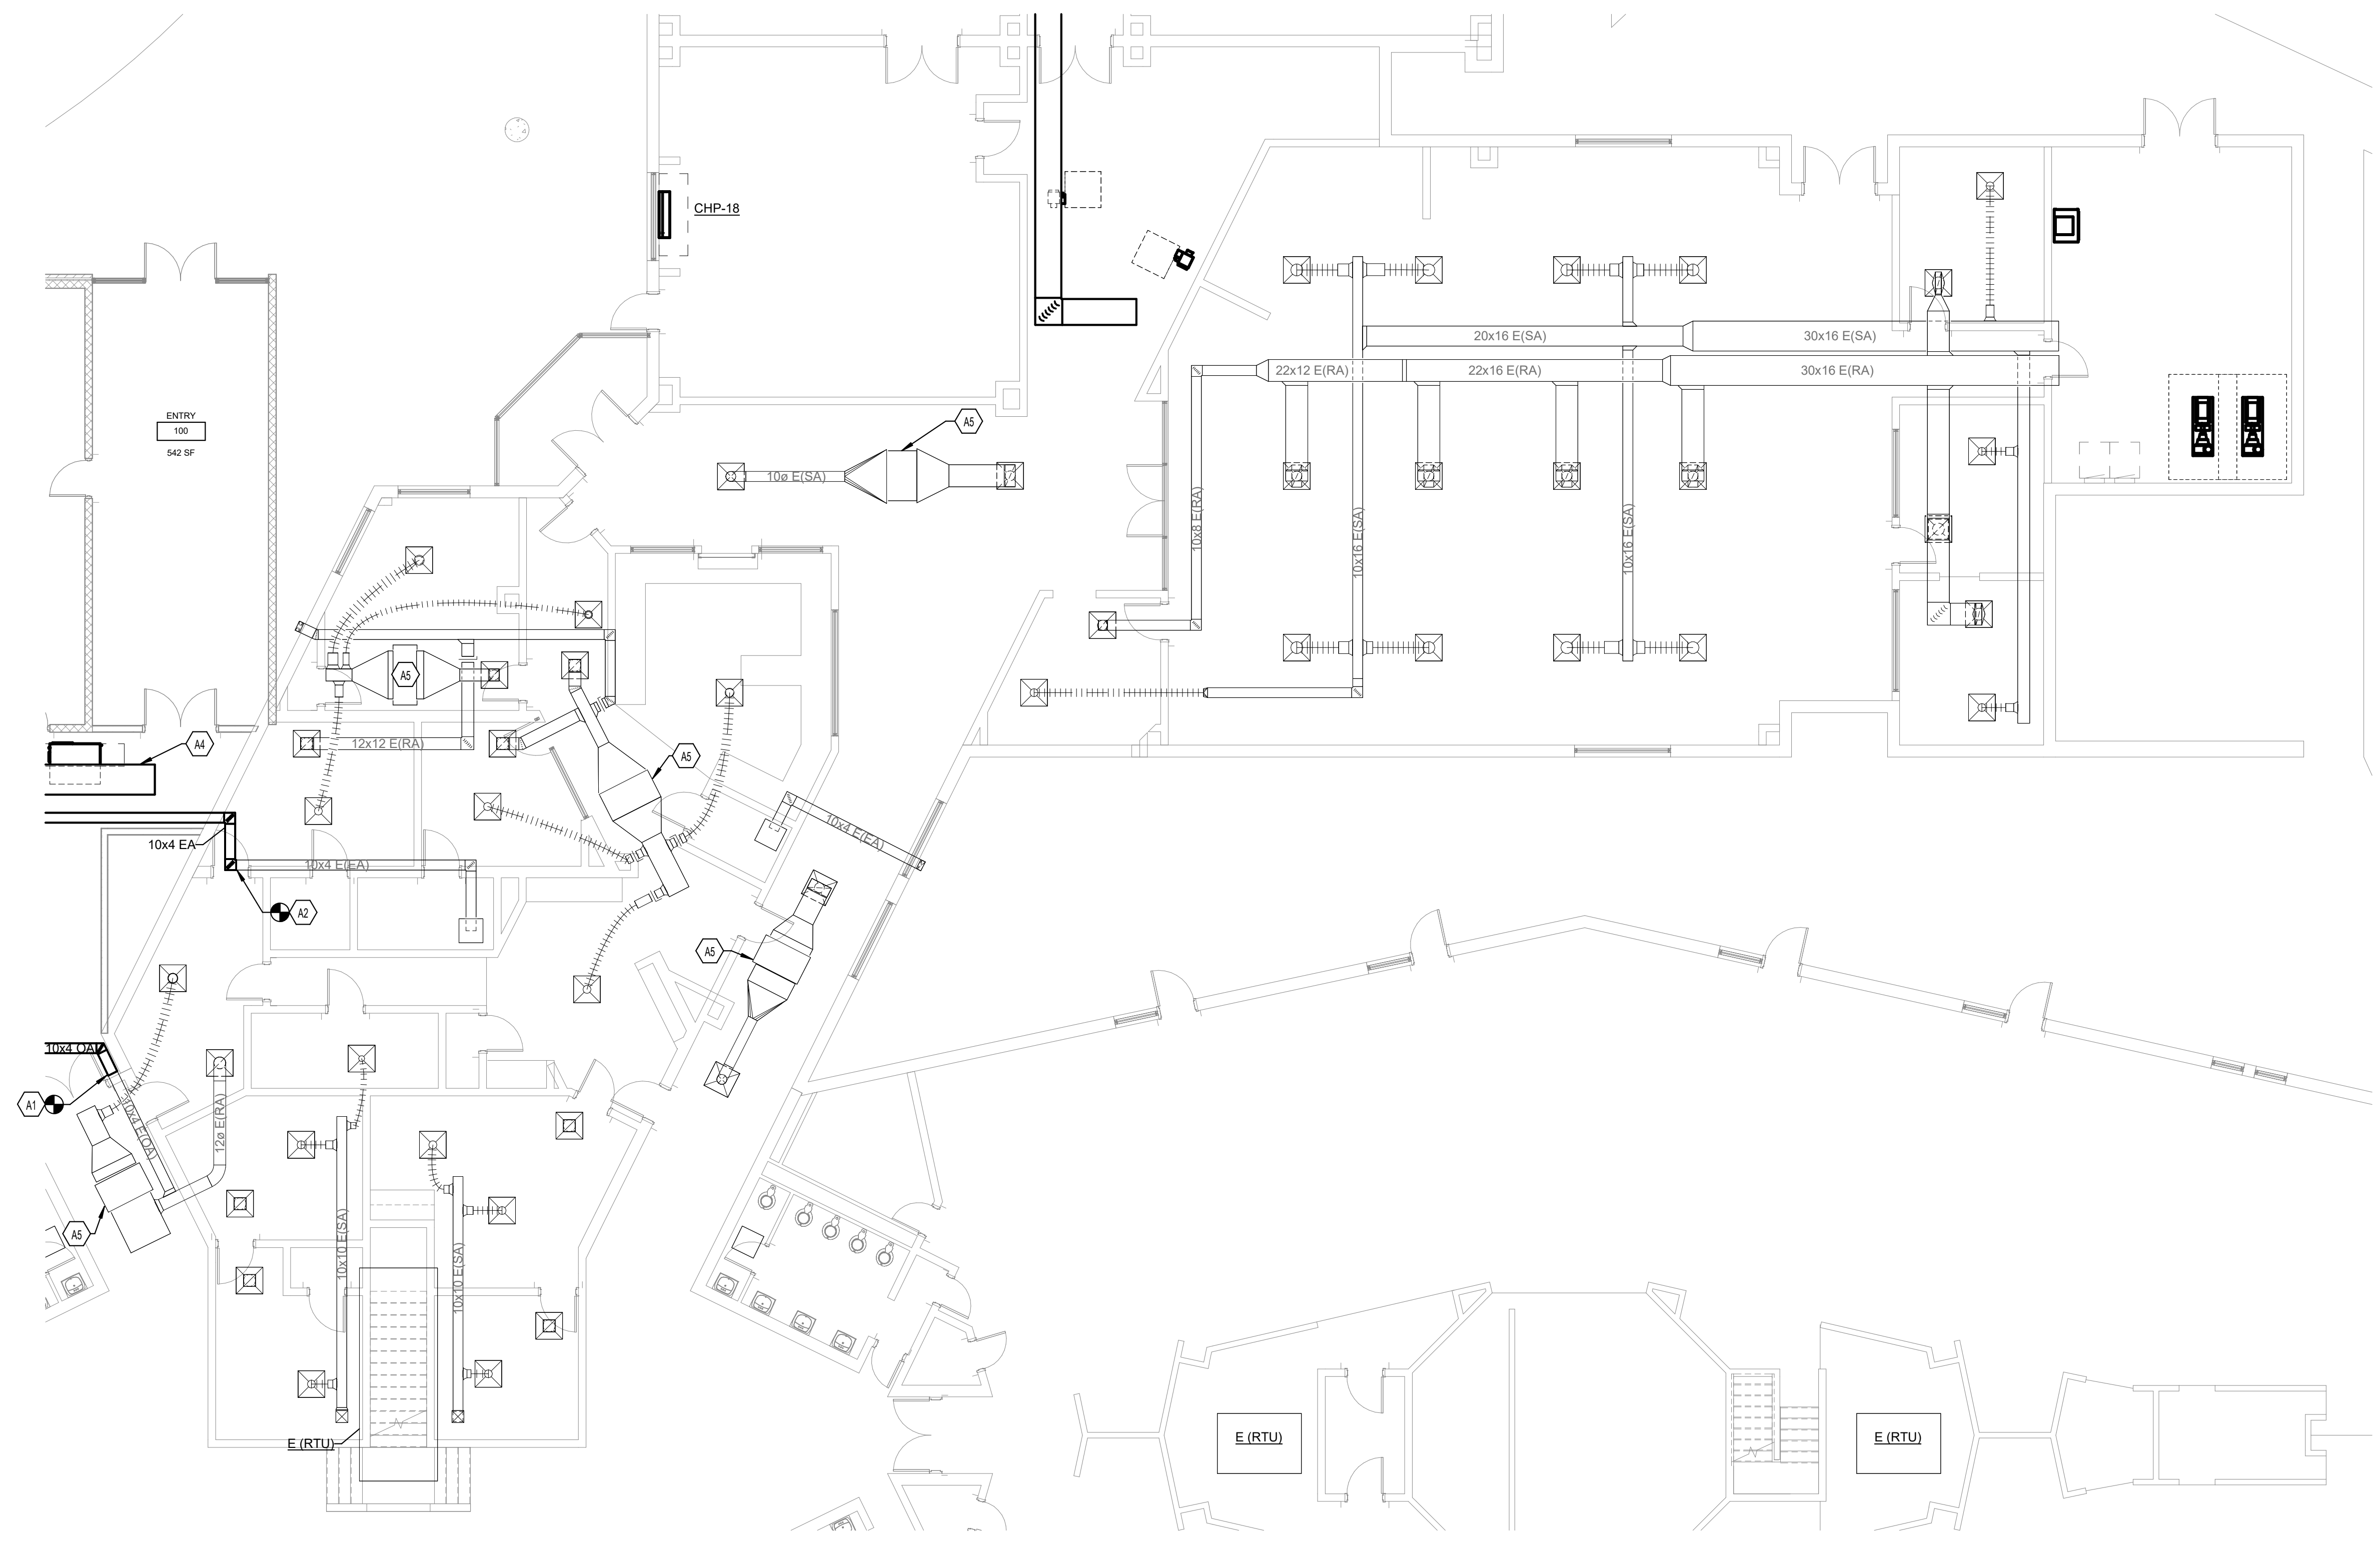 CHP-18
20x16 E(SA)
30x16 E(SA)
22x12 E(RA)
22x16 E(RA)
30x16 E(RA)
ENTRY
100
542 SF
A5
10ø E(SA)
10x8 E(RA)
10x16 E(SA)
10x16 E(SA)
A5
12x12 E(RA)
A4
A5
10x4 EA
10x4 E(EA)
10x4 E(EA)
A2
A5
10x4 OA
A1
10x4 E(OA)
12ø E(RA)
A5
10x10 E(SA)
10x10 E(SA)
E (RTU)
E (RTU)
E (RTU)